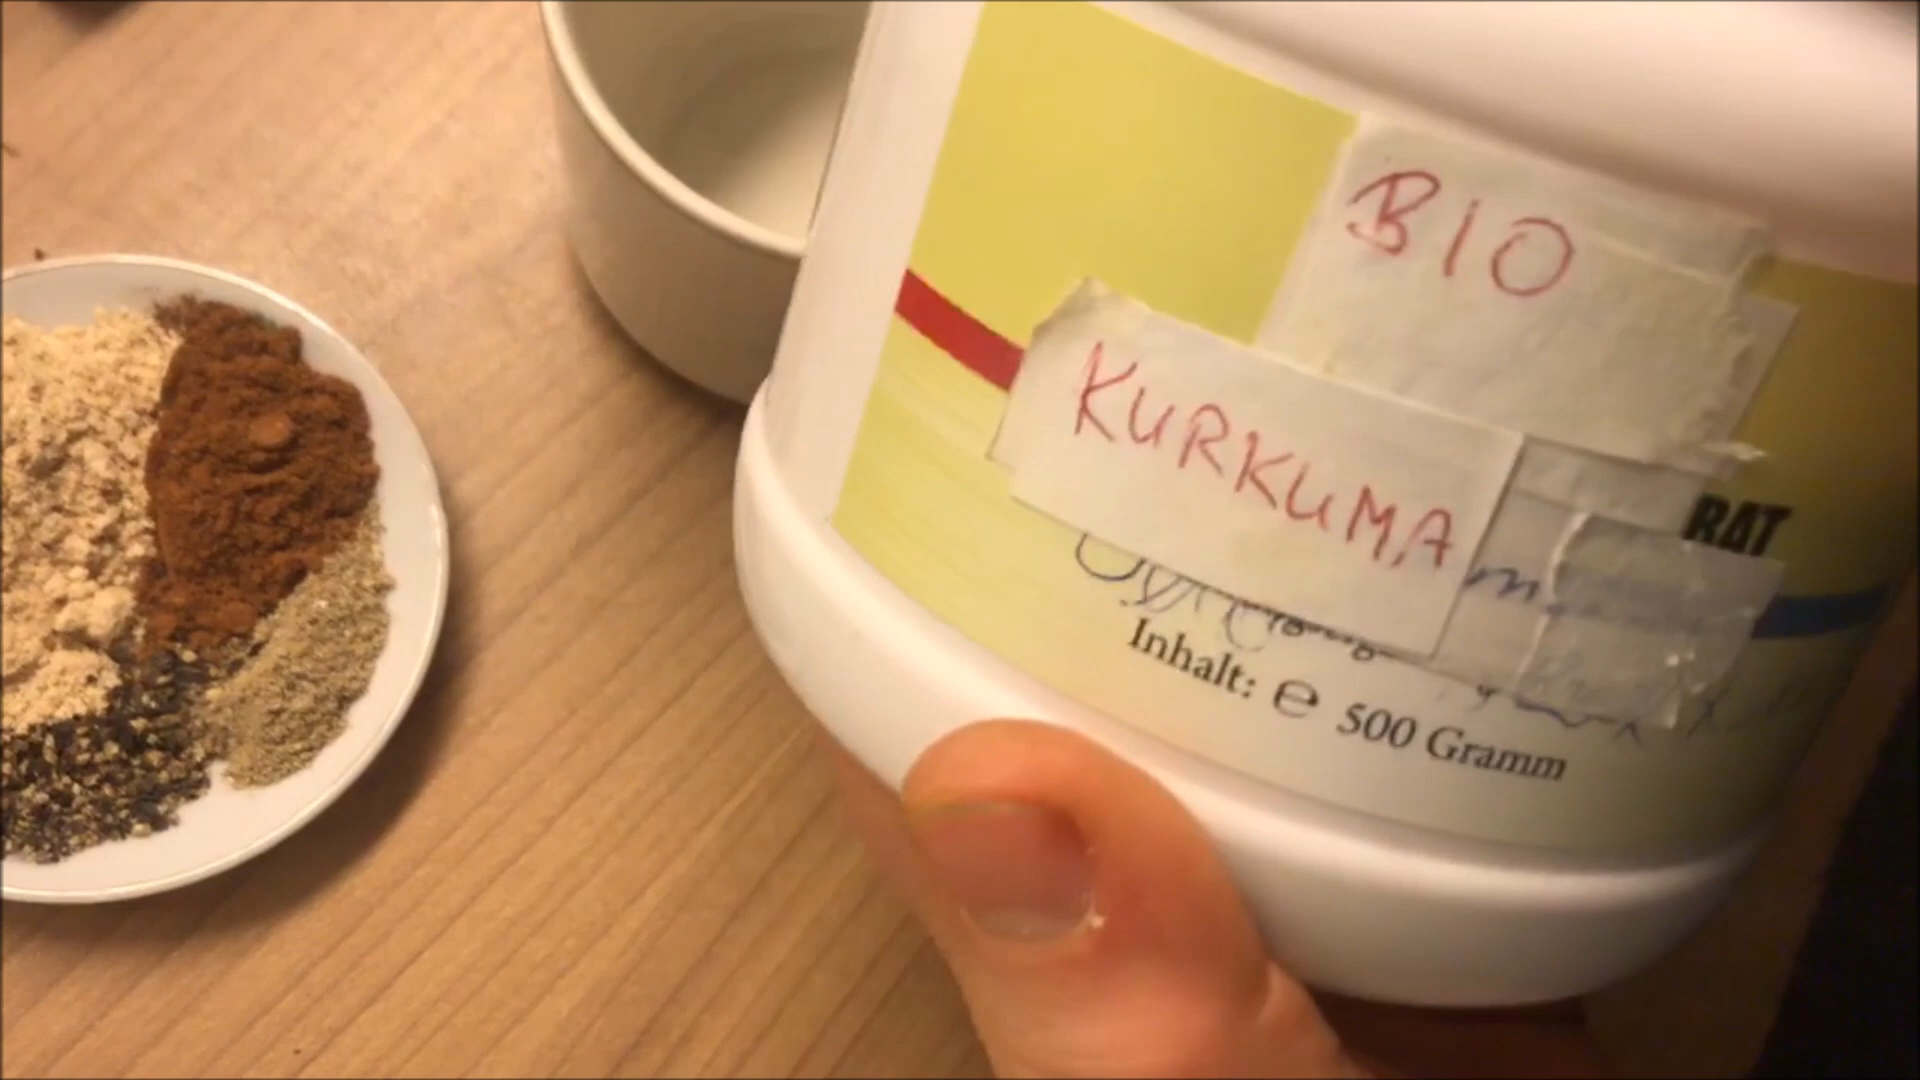 BIO
KURKUMA
RAT
Inhalt: ℮ 500 Gramm